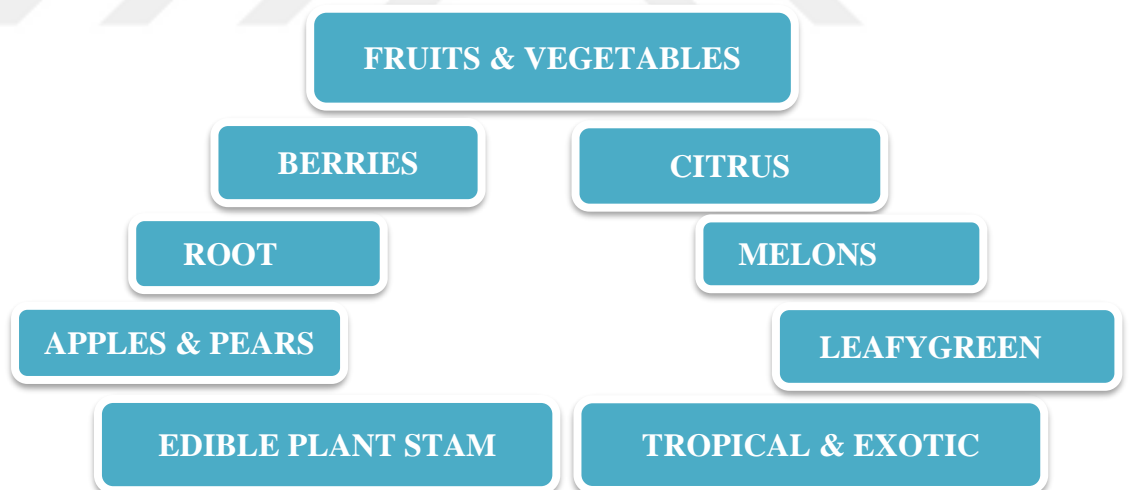 FRUITS & VEGETABLES
BERRIES
CITRUS
ROOT
MELONS
APPLES & PEARS
LEAFYGREEN
EDIBLE PLANT STAM
TROPICAL & EXOTIC